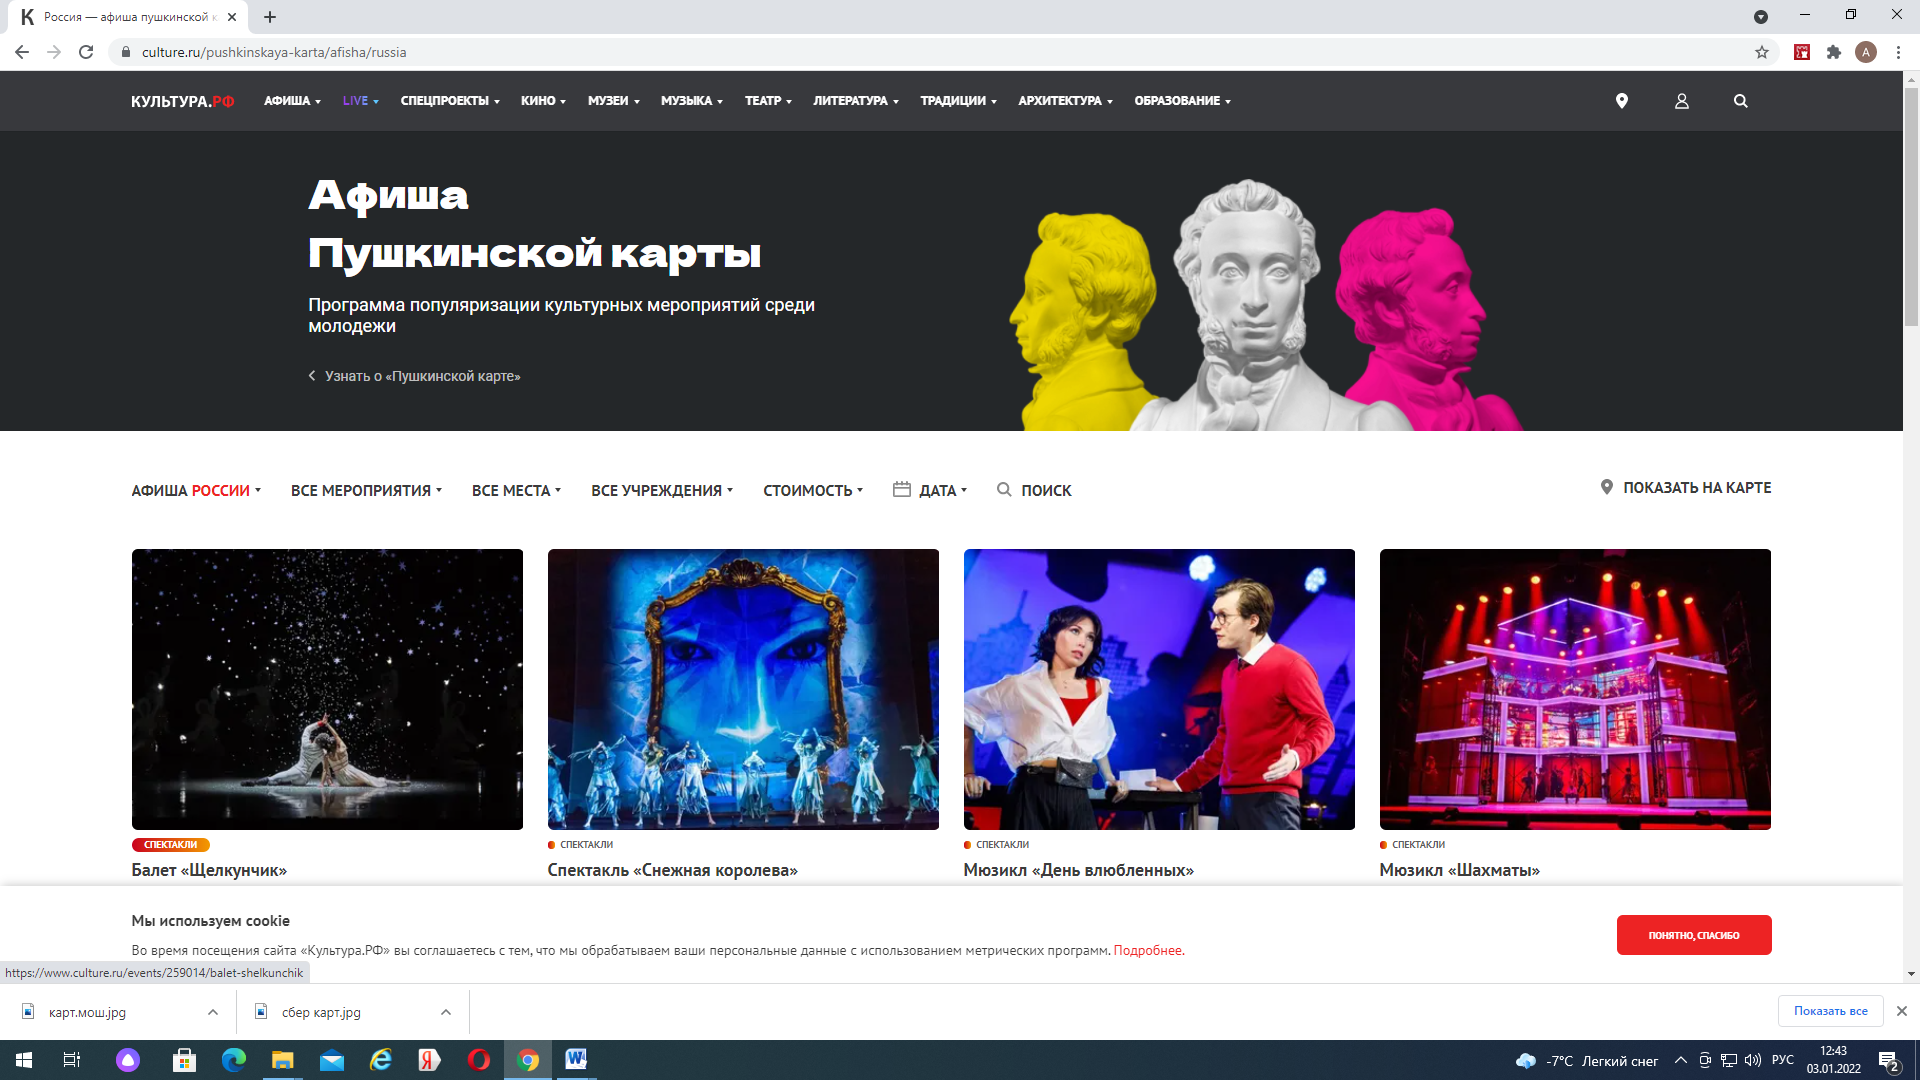 Россия — афиша пушкинской к
culture.ru/pushkinskaya-karta/afisha/russia
А
КУЛЬТУРА.РФ
АФИША
LIVE
СПЕЦПРОЕКТЫ
КИНО
МУЗЕИ
МУЗЫКА
ТЕАТР
ЛИТЕРАТУРА
ТРАДИЦИИ
АРХИТЕКТУРА
ОБРАЗОВАНИЕ
Афиша
Пушкинской карты
Программа популяризации культурных мероприятий среди
молодежи
Узнать о «Пушкинской карте»
АФИША РОССИИ
ВСЕ МЕРОПРИЯТИЯ
ВСЕ МЕСТА
ВСЕ УЧРЕЖДЕНИЯ
СТОИМОСТЬ
ДАТА
ПОИСК
ПОКАЗАТЬ НА КАРТЕ
СПЕКТАКЛИ
Балет «Щелкунчик»
СПЕКТАКЛИ
Спектакль «Снежная королева»
СПЕКТАКЛИ
Мюзикл «День влюбленных»
СПЕКТАКЛИ
Мюзикл «Шахматы»
Мы используем cookie
Во время посещения сайта «Культура.РФ» вы соглашаетесь с тем, что мы обрабатываем ваши персональные данные с использованием метрических программ. Подробнее.
ПОНЯТНО, СПАСИБО
https://www.culture.ru/events/259014/balet-shelkunchik
карт.мош.jpg
сбер карт.jpg
Показать все
-7°C Легкий снег
РУС
12:43
03.01.2022
2